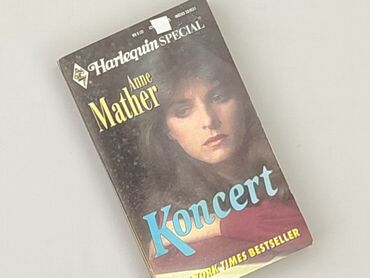 Harlequin SPECIAL
Anne
Mather
Koncert
YORK TIMES BESTSELLER